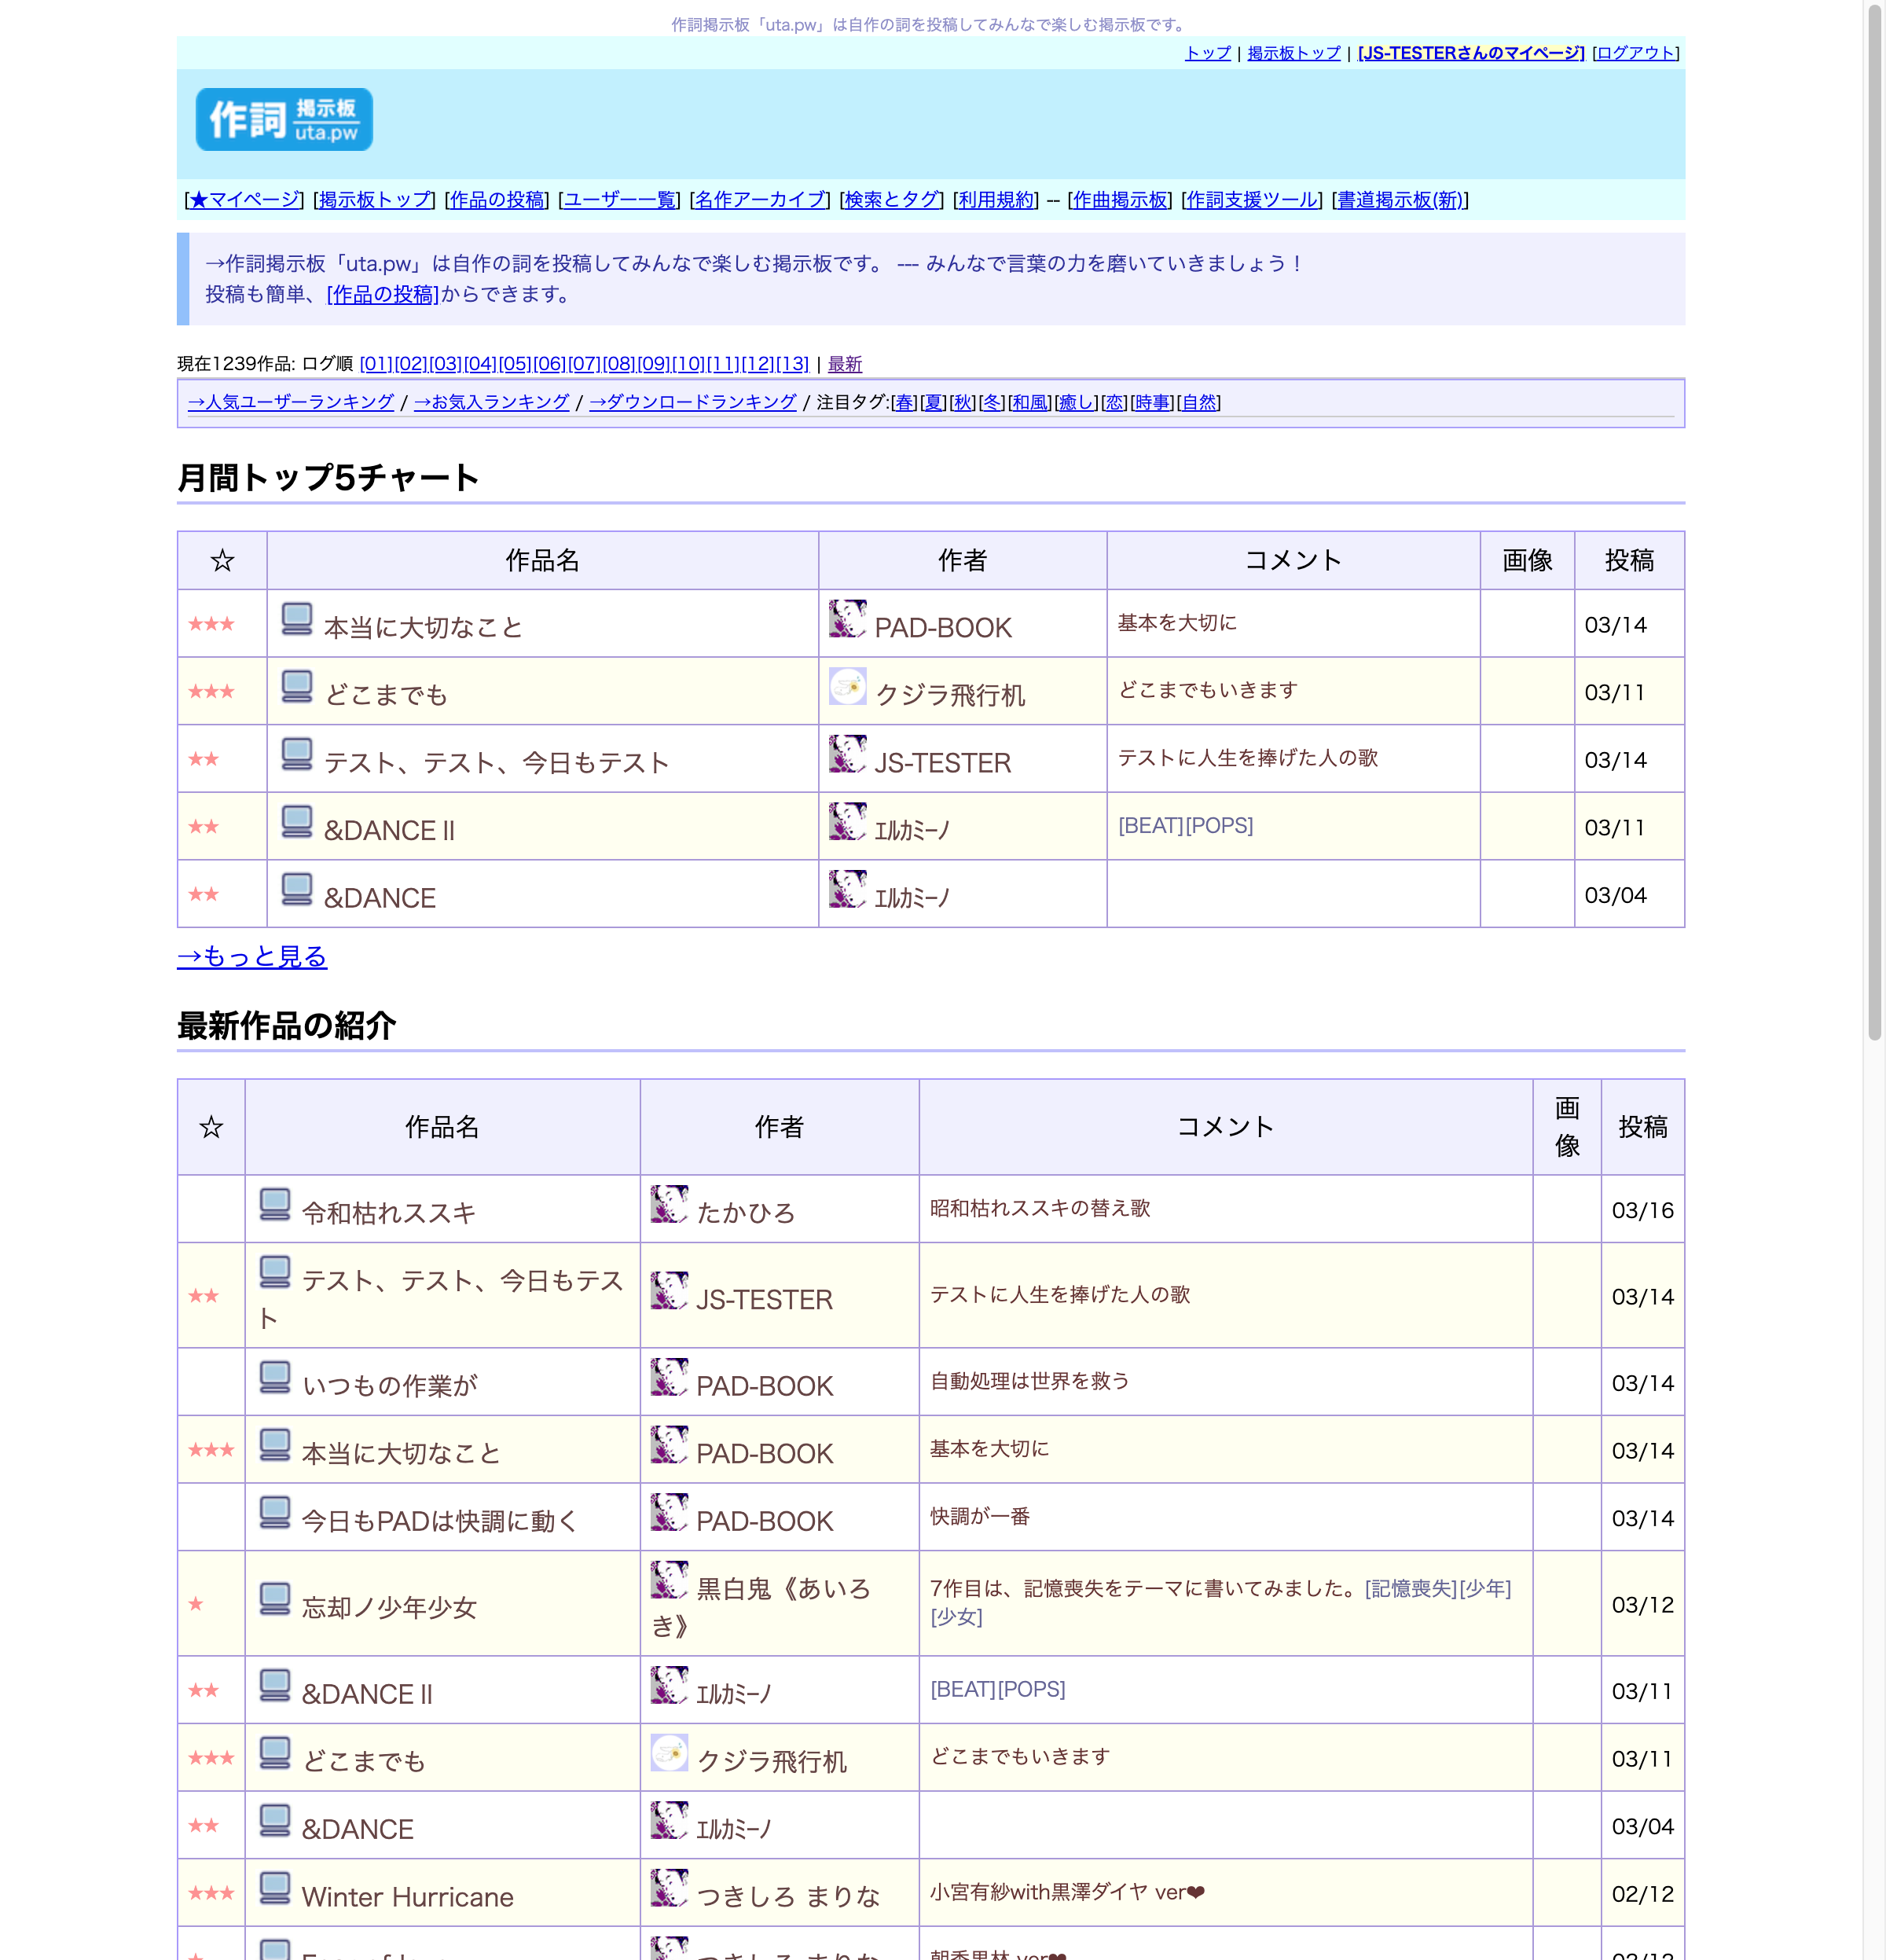 作詞掲示板「uta.pw」は自作の詞を投稿してみんなで楽しむ掲示板です。
トップ | 掲示板トップ | [JS-TESTERさんのマイページ] [ログアウト]
作詞 掲示板 uta.pw
[★マイページ] [掲示板トップ] [作品の投稿] [ユーザー一覧] [名作アーカイブ] [検索とタグ] [利用規約] -- [作曲掲示板] [作詞支援ツール] [書道掲示板(新)]
→作詞掲示板「uta.pw」は自作の詞を投稿してみんなで楽しむ掲示板です。 --- みんなで言葉の力を磨いていきましょう！
投稿も簡単、[作品の投稿]からできます。
現在1239作品: ログ順 [01][02][03][04][05][06][07][08][09][10][11][12][13] | 最新
→人気ユーザーランキング / →お気入ランキング / →ダウンロードランキング / 注目タグ:[春][夏][秋][冬][和風][癒し][恋][時事][自然]
月間トップ5チャート
☆ 作品名 作者 コメント 画像 投稿
★★★ 本当に大切なこと PAD-BOOK 基本を大切に 03/14
★★★ どこまでも クジラ飛行机 どこまでもいきます 03/11
★★ テスト、テスト、今日もテスト JS-TESTER テストに人生を捧げた人の歌 03/14
★★ &DANCE II ｴﾙｶﾐｰﾉ [BEAT][POPS] 03/11
★★ &DANCE ｴﾙｶﾐｰﾉ 03/04
→もっと見る
最新作品の紹介
☆ 作品名 作者 コメント 画像 投稿
令和枯れススキ たかひろ 昭和枯れススキの替え歌 03/16
★★ テスト、テスト、今日もテスト JS-TESTER テストに人生を捧げた人の歌 03/14
いつもの作業が PAD-BOOK 自動処理は世界を救う 03/14
★★★ 本当に大切なこと PAD-BOOK 基本を大切に 03/14
今日もPADは快調に動く PAD-BOOK 快調が一番 03/14
★ 忘却ノ少年少女 黒白鬼《あいろき》 7作目は、記憶喪失をテーマに書いてみました。[記憶喪失][少年][少女] 03/12
★★ &DANCE II ｴﾙｶﾐｰﾉ [BEAT][POPS] 03/11
★★★ どこまでも クジラ飛行机 どこまでもいきます 03/11
★★ &DANCE ｴﾙｶﾐｰﾉ 03/04
★★★ Winter Hurricane つきしろ まりな 小宮有紗with黒澤ダイヤ ver❤ 02/12
つきしろ まりな